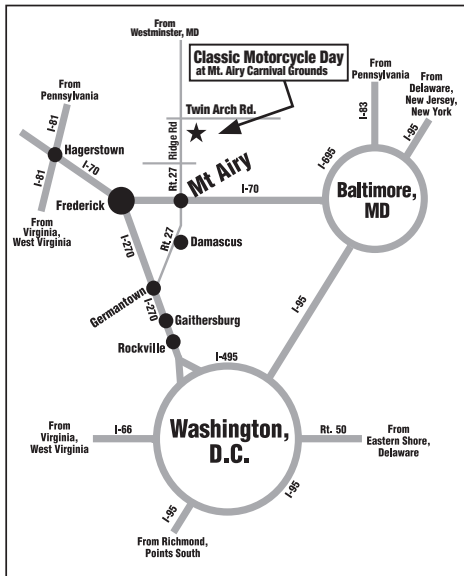 From
Westminster, MD
Classic Motorcycle Day
at Mt. Airy Carnival Grounds
From
Pennsylvania
From
Pennsylvania
From
Delaware,
New Jersey,
New York
Twin Arch Rd.
I-81
I-83
I-95
Hagerstown
Ridge Rd
I-70
I-695
I-81
Rt.27
Mt Airy
Frederick
I-70
Baltimore,
MD
From
Virginia,
West Virginia
I-270
Rt 27
Damascus
Germantown
I-270
I-95
Gaithersburg
Rockville
I-495
From
Virginia,
West Virginia
I-66
Washington,
D.C.
Rt. 50
From
Eastern Shore,
Delaware
I-95
I-95
From Richmond,
Points South